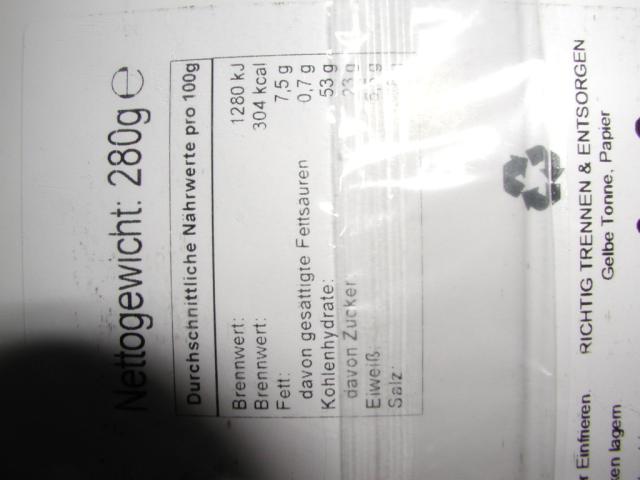 Nettogewicht: 280g ℮
Durchschnittliche Nährwerte pro 100g
Brennwert: 1280 kJ
Brennwert: 304 kcal
Fett: 7,5 g
davon gesättigte Fettsäuren 0,7 g
Kohlenhydrate: 53 g
davon Zucker 23 g
Eiweiß: g
Salz:
RICHTIG TRENNEN & ENTSORGEN
Gelbe Tonne, Papier
Einfrieren.
lagern